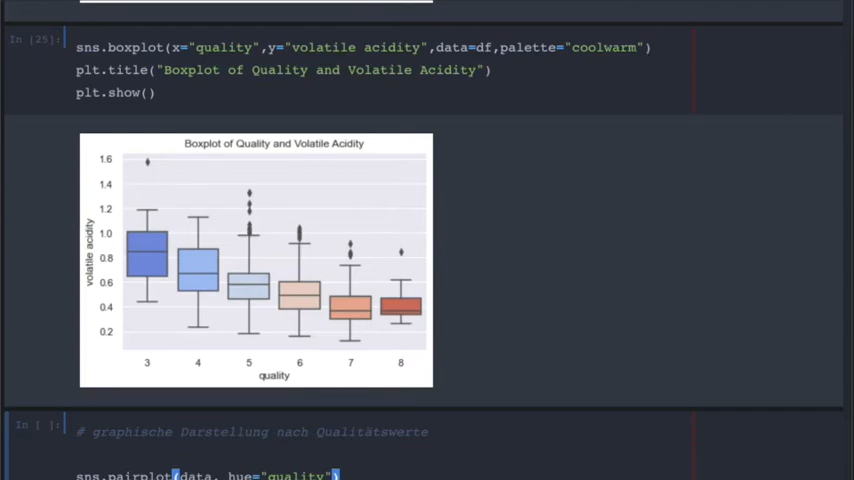 In [25]:
sns.boxplot(x="quality",y="volatile acidity",data=df,palette="coolwarm")
plt.title("Boxplot of Quality and Volatile Acidity")
plt.show()
Boxplot of Quality and Volatile Acidity
1.6
1.4
1.2
1.0
0.8
0.6
0.4
0.2
volatile acidity
3 4 5 6 7 8
quality
In [ ]:
# graphische Darstellung nach Qualitätswerte
sns.pairplot(data, hue="quality")